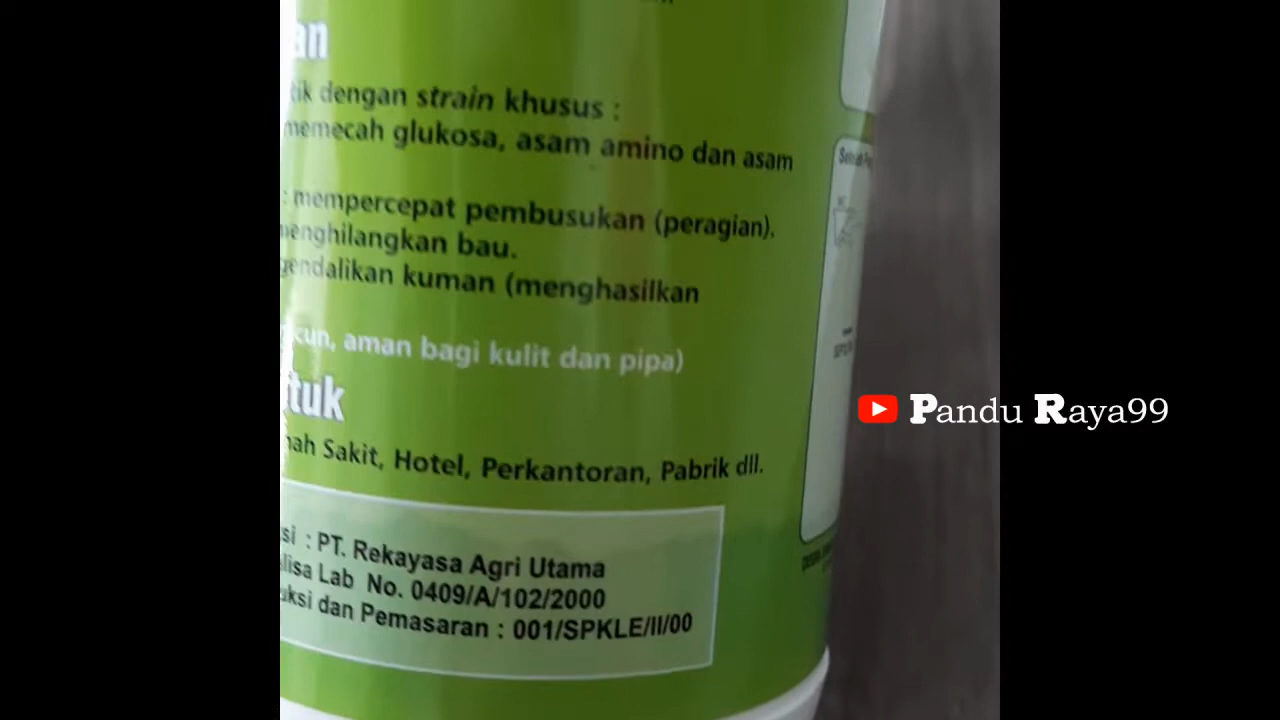 an
tik dengan strain khusus :
memecah glukosa, asam amino dan asam
: mempercepat pembusukan (peragian).
menghilangkan bau.
gendalikan kuman (menghasilkan
cun, aman bagi kulit dan pipa)
tuk
nah Sakit, Hotel, Perkantoran, Pabrik dll.
si : PT. Rekayasa Agri Utama
lisa Lab No. 0409/A/102/2000
uksi dan Pemasaran : 001/SPKLE/II/00
Pandu Raya99